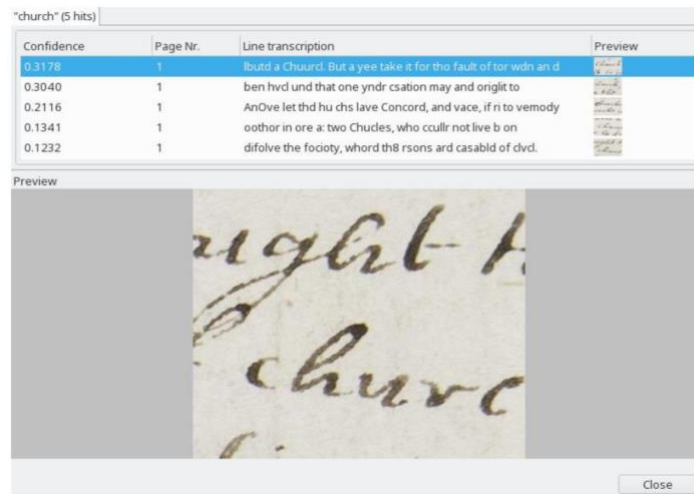 "church" (5 hits)
Confidence Page Nr. Line transcription Preview
0.3178 1 lbutd a Chuurcl. But a yee take it for tho fault of tor wdn an d
0.3040 1 ben hvcl und that one yndr csation may and origlit to
0.2116 1 AnOve let thd hu chs lave Concord, and vace, if ri to vemody
0.1341 1 oothor in ore a: two Chucles, who ccullr not live b on
0.1232 1 difolve the focioty, whord th8 rsons ard casabld of clvcl.
Preview
ught
churc
Close